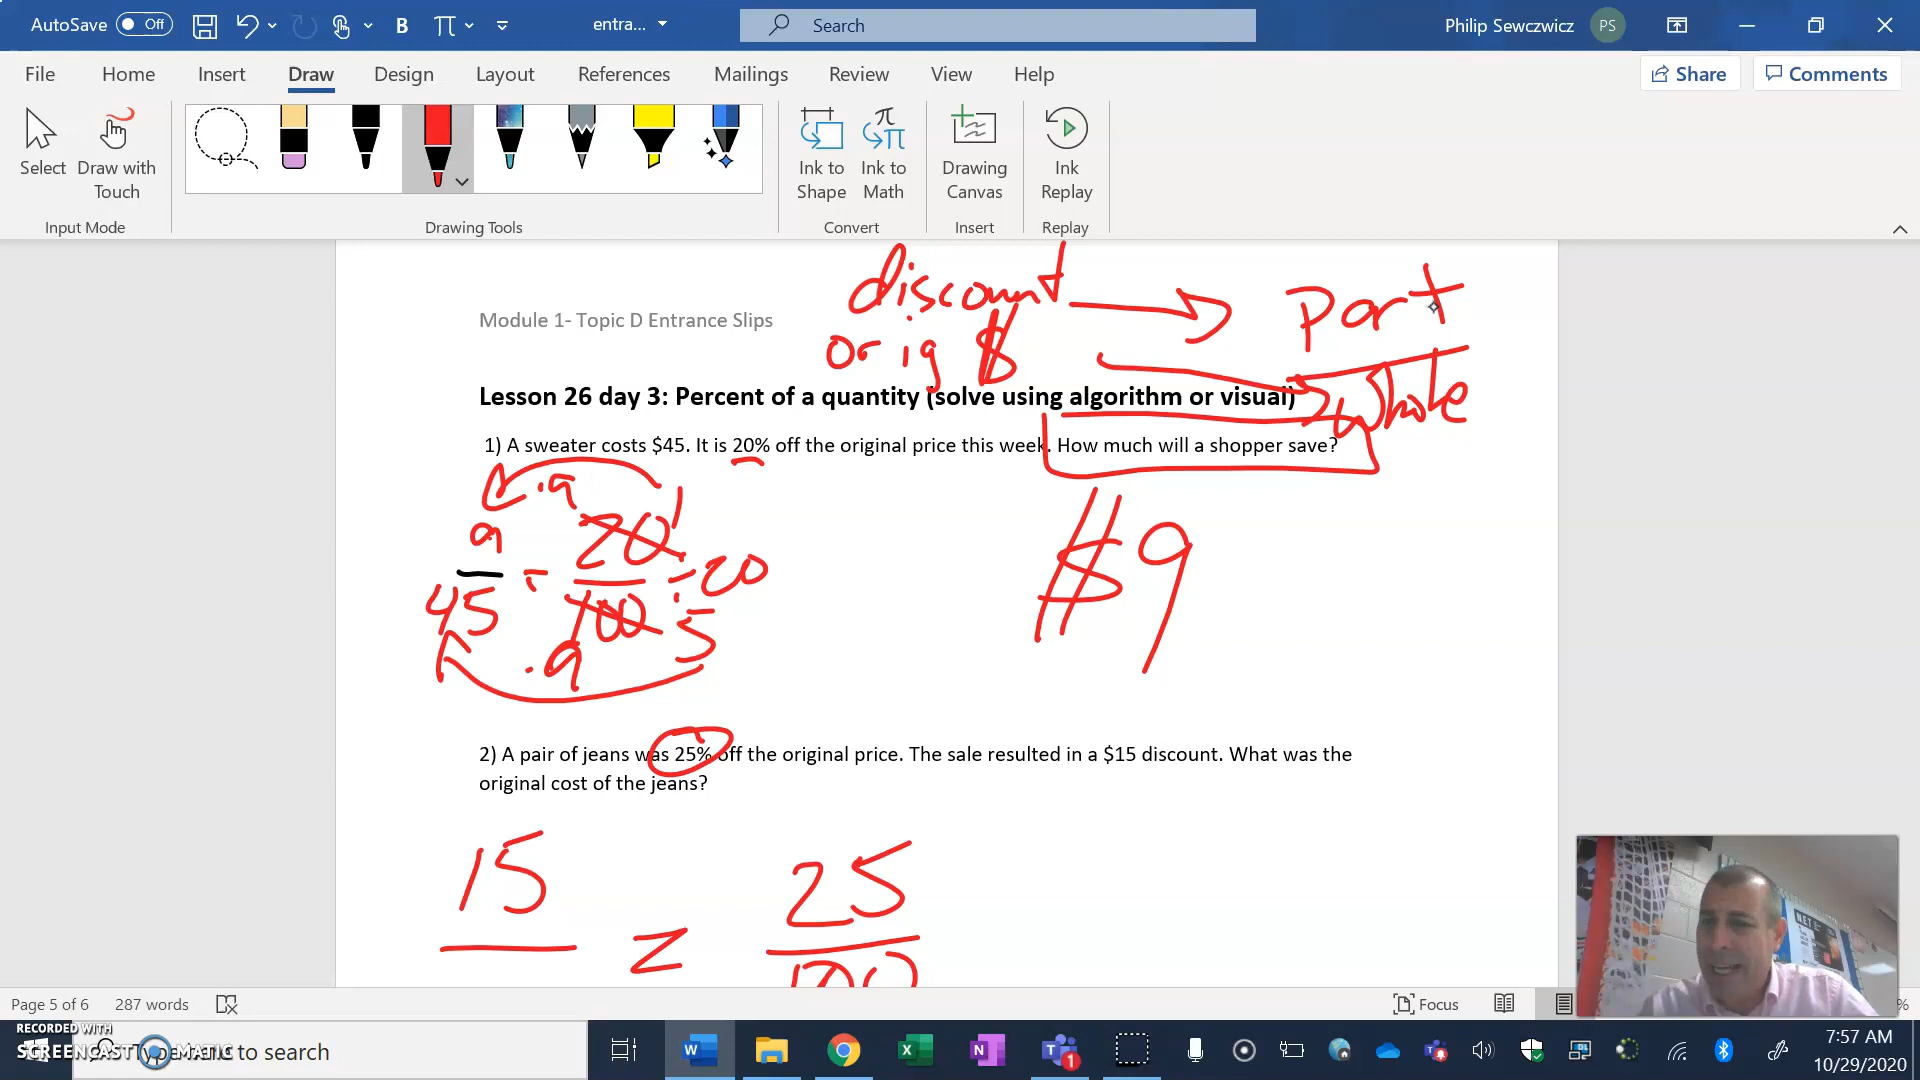 AutoSave Off B π entra... Search Philip Sewczwicz PS
File Home Insert Draw Design Layout References Mailings Review View Help Share Comments
Select Draw with Touch Ink to Shape Ink to Math Drawing Canvas Ink Replay
Input Mode Drawing Tools Convert Insert Replay
discount → Part
Module 1- Topic D Entrance Slips
orig $ → whole
Lesson 26 day 3: Percent of a quantity (solve using algorithm or visual)
1) A sweater costs $45. It is 20% off the original price this week. How much will a shopper save?
·9
9 = 20 1 ÷20
45 100 5
·9
$9
2) A pair of jeans was 25% off the original price. The sale resulted in a $15 discount. What was the
original cost of the jeans?
15 = 25
100
NET
Page 5 of 6 287 words Focus %
RECORDED WITH
SCREENCAST MATIC to search
7:57 AM
10/29/2020